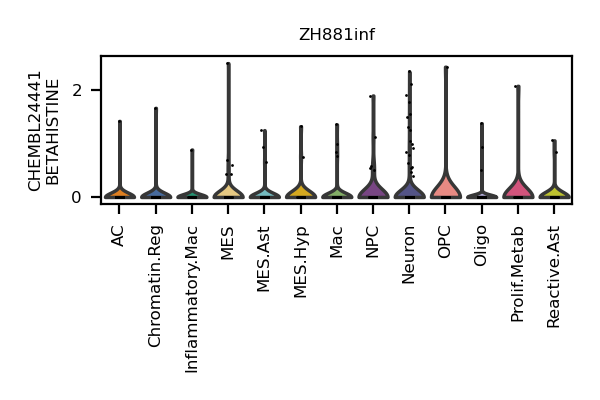 ZH881inf
CHEMBL24441
BETAHISTINE
2
0
AC
Chromatin.Reg
Inflammatory.Mac
MES
MES.Ast
MES.Hyp
Mac
NPC
Neuron
OPC
Oligo
Prolif.Metab
Reactive.Ast